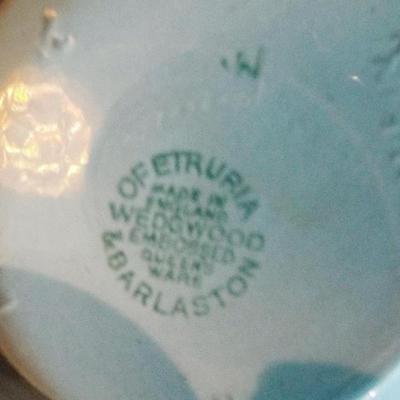 W
OF ETRURIA
MADE IN
ENGLAND
WEDGWOOD
EMBOSSED
QUEENS
WARE
& BARLASTON